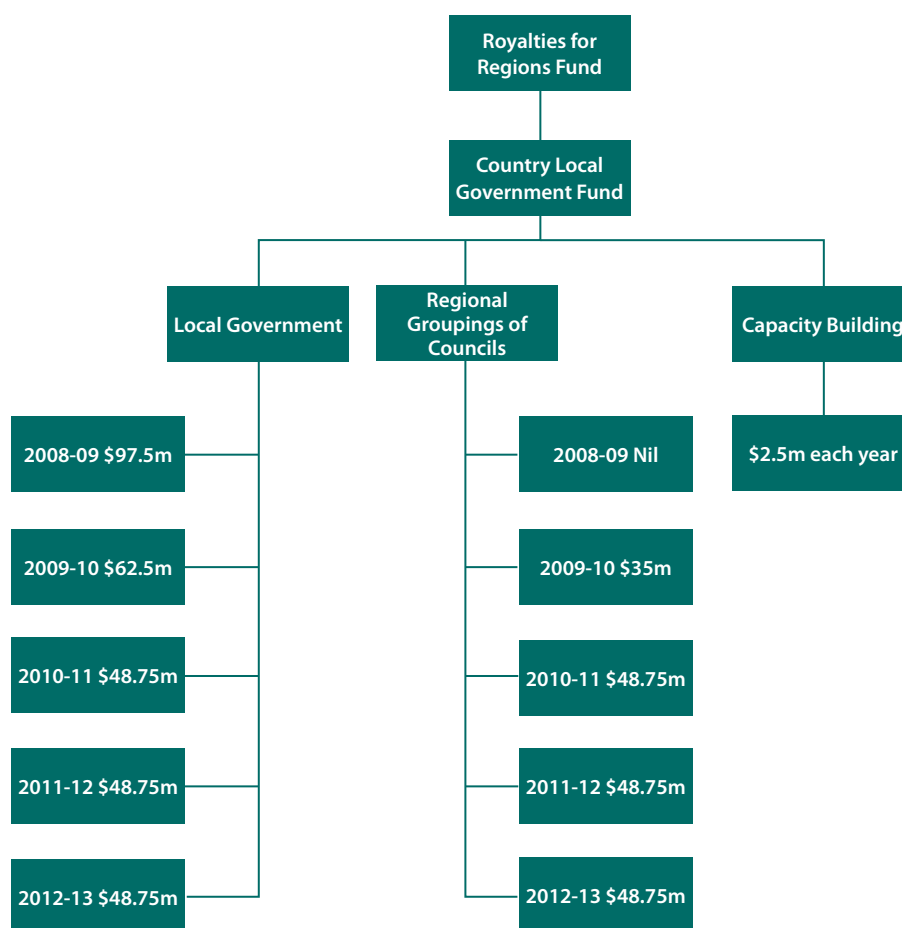 Royalties for
Regions Fund
Country Local
Government Fund
Local Government
Regional
Groupings of
Councils
Capacity Building
2008-09 $97.5m
2009-10 $62.5m
2010-11 $48.75m
2011-12 $48.75m
2012-13 $48.75m
2008-09 Nil
2009-10 $35m
2010-11 $48.75m
2011-12 $48.75m
2012-13 $48.75m
$2.5m each year